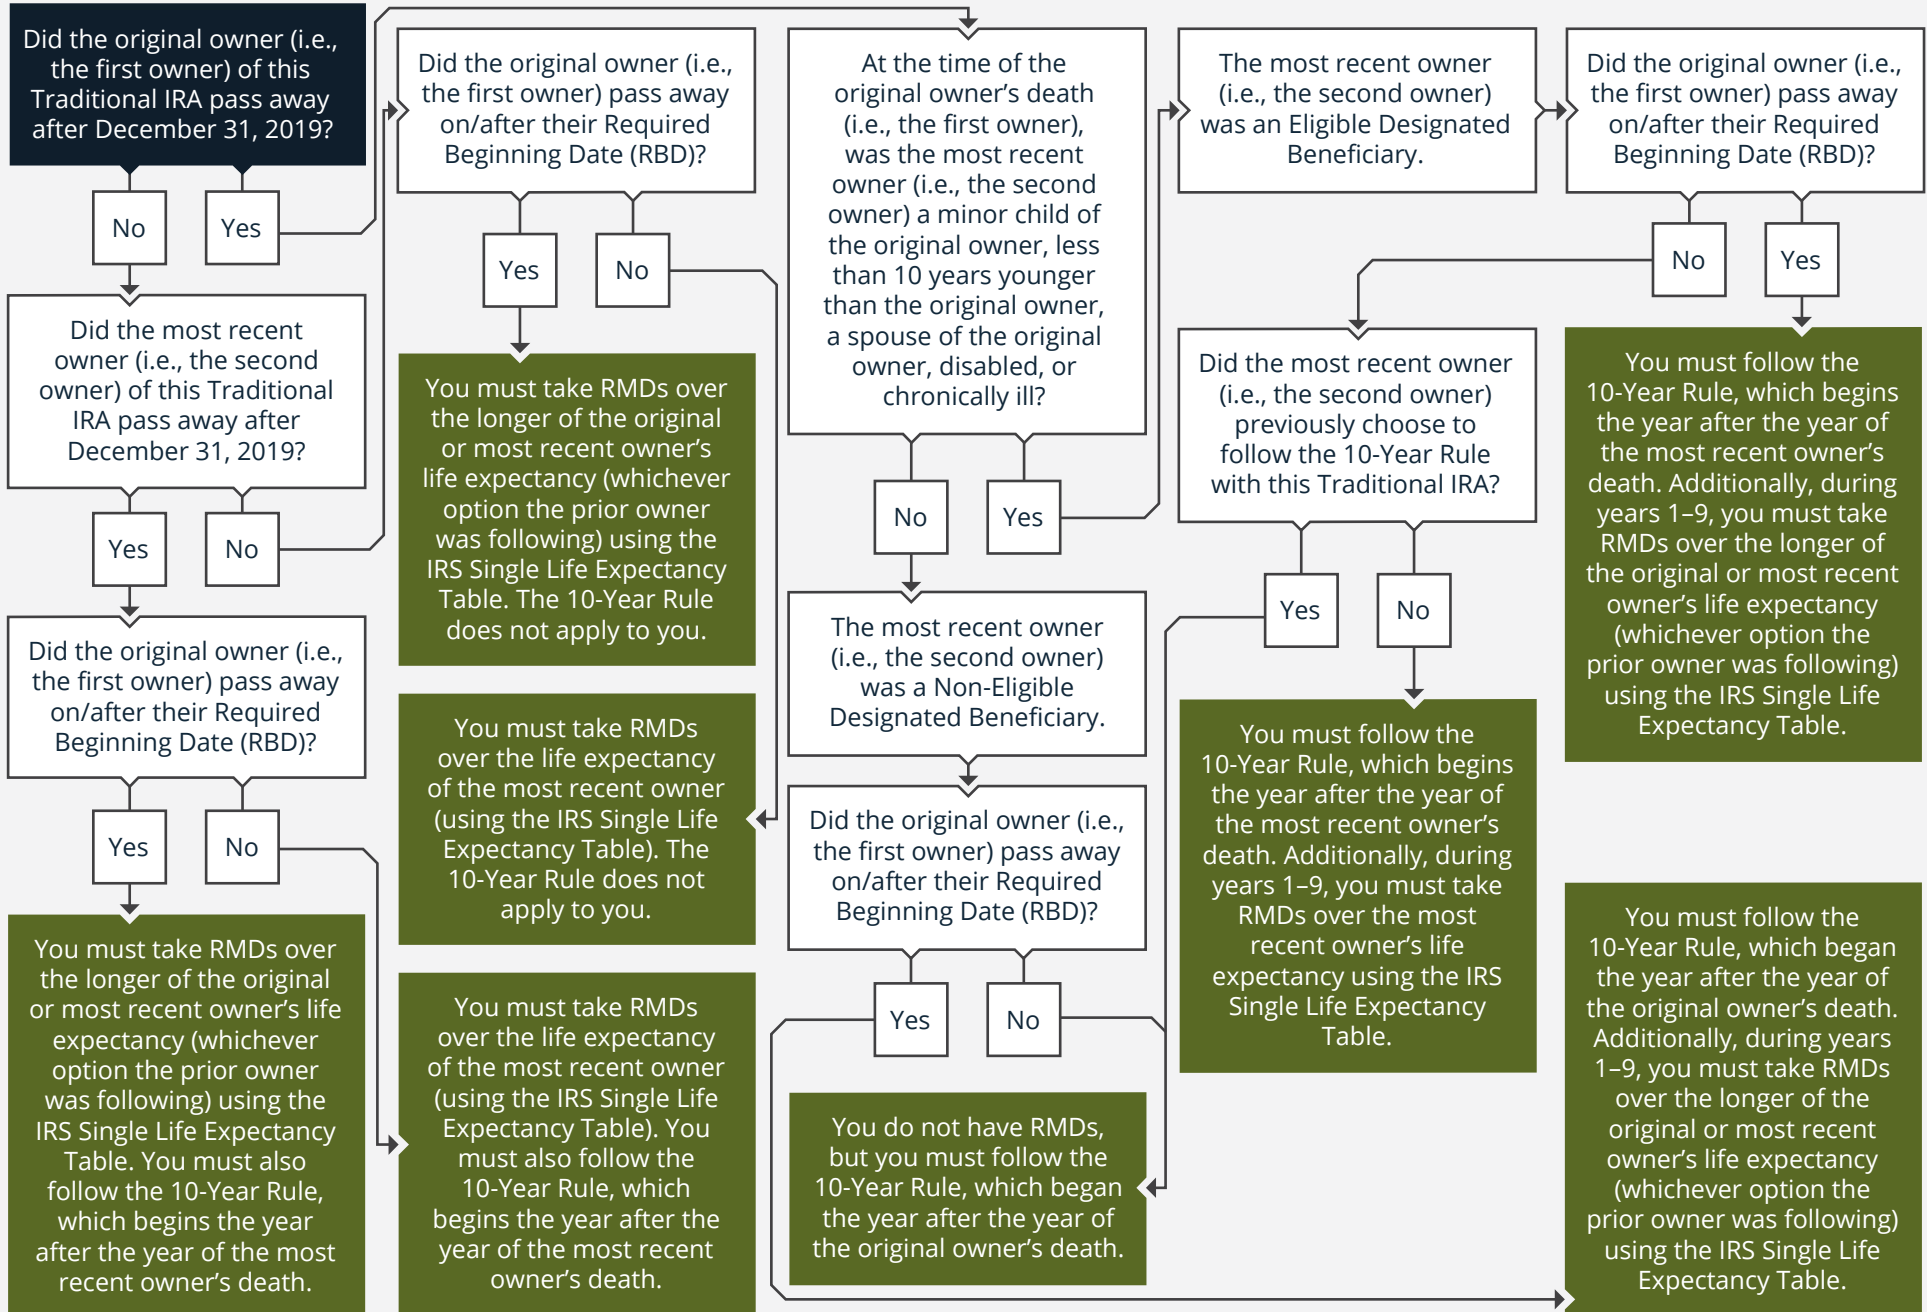 Did the original owner (i.e.,
the first owner) of this
Traditional IRA pass away
after December 31, 2019?
No
Yes
Did the most recent
owner (i.e., the second
owner) of this Traditional
IRA pass away after
December 31, 2019?
Yes
No
Did the original owner (i.e.,
the first owner) pass away
on/after their Required
Beginning Date (RBD)?
Yes
No
You must take RMDs over
the longer of the original
or most recent owner's life
expectancy (whichever
option the prior owner
was following) using the
IRS Single Life Expectancy
Table. You must also
follow the 10-Year Rule,
which begins the year
after the year of the most
recent owner's death.
Did the original owner (i.e.,
the first owner) pass away
on/after their Required
Beginning Date (RBD)?
Yes
No
You must take RMDs over
the longer of the original
or most recent owner's
life expectancy (whichever
option the prior owner
was following) using the
IRS Single Life Expectancy
Table. The 10-Year Rule
does not apply to you.
You must take RMDs
over the life expectancy
of the most recent owner
(using the IRS Single Life
Expectancy Table). The
10-Year Rule does not
apply to you.
You must take RMDs
over the life expectancy
of the most recent owner
(using the IRS Single Life
Expectancy Table). You
must also follow the
10-Year Rule, which
begins the year after the
year of the most recent
owner's death.
At the time of the
original owner's death
(i.e., the first owner),
was the most recent
owner (i.e., the second
owner) a minor child of
the original owner, less
than 10 years younger
than the original owner,
a spouse of the original
owner, disabled, or
chronically ill?
No
Yes
The most recent owner
(i.e., the second owner)
was a Non-Eligible
Designated Beneficiary.
Did the original owner (i.e.,
the first owner) pass away
on/after their Required
Beginning Date (RBD)?
Yes
No
You do not have RMDs,
but you must follow the
10-Year Rule, which began
the year after the year of
the original owner's death.
The most recent owner
(i.e., the second owner)
was an Eligible Designated
Beneficiary.
Did the most recent owner
(i.e., the second owner)
previously choose to
follow the 10-Year Rule
with this Traditional IRA?
Yes
No
You must follow the
10-Year Rule, which begins
the year after the year of
the most recent owner's
death. Additionally, during
years 1–9, you must take
RMDs over the most
recent owner's life
expectancy using the IRS
Single Life Expectancy
Table.
Did the original owner (i.e.,
the first owner) pass away
on/after their Required
Beginning Date (RBD)?
No
Yes
You must follow the
10-Year Rule, which begins
the year after the year of
the most recent owner's
death. Additionally, during
years 1–9, you must take
RMDs over the longer of
the original or most recent
owner's life expectancy
(whichever option the
prior owner was following)
using the IRS Single Life
Expectancy Table.
You must follow the
10-Year Rule, which began
the year after the year of
the original owner's death.
Additionally, during years
1–9, you must take RMDs
over the longer of the
original or most recent
owner's life expectancy
(whichever option the
prior owner was following)
using the IRS Single Life
Expectancy Table.